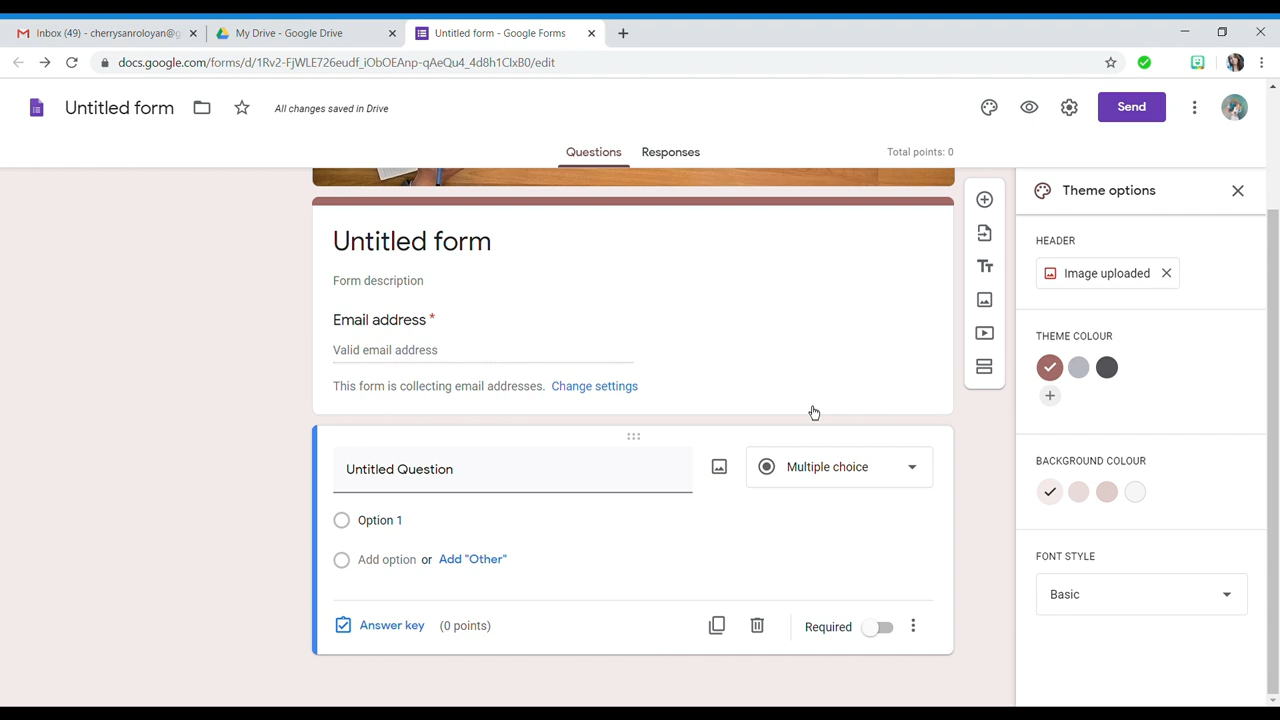 Inbox (49) - cherrysanroloyan@g
My Drive - Google Drive
Untitled form - Google Forms
docs.google.com/forms/d/1Rv2-FjWLE726eudf_iObOEAnp-qAeQu4_4d8h1ClxB0/edit
Untitled form
All changes saved in Drive
Send
Questions
Responses
Total points: 0
Untitled form
Form description
Email address *
Valid email address
This form is collecting email addresses. Change settings
Untitled Question
Multiple choice
Option 1
Add option or Add "Other"
Answer key (0 points)
Required
Theme options
HEADER
Image uploaded
THEME COLOUR
BACKGROUND COLOUR
FONT STYLE
Basic